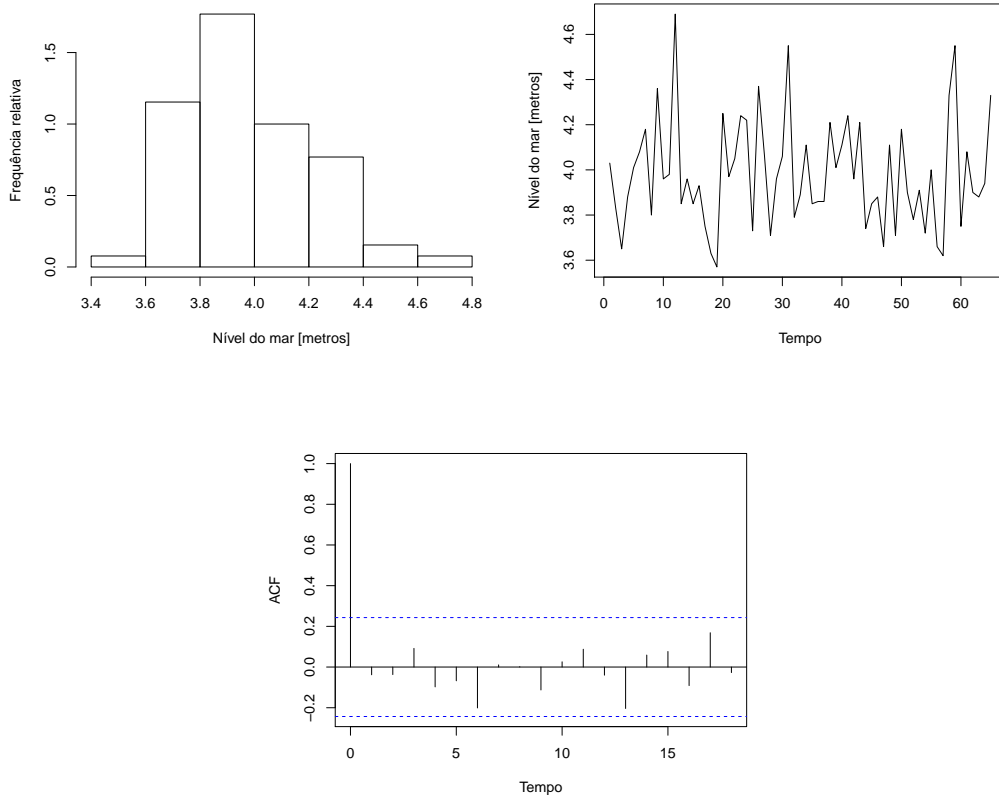 Frequência relativa
0.0 0.5 1.0 1.5
3.4 3.6 3.8 4.0 4.2 4.4 4.6 4.8
Nível do mar [metros]
Nível do mar [metros]
3.6 3.8 4.0 4.2 4.4 4.6
0 10 20 30 40 50 60
Tempo
ACF
−0.2 0.0 0.2 0.4 0.6 0.8 1.0
0 5 10 15
Tempo